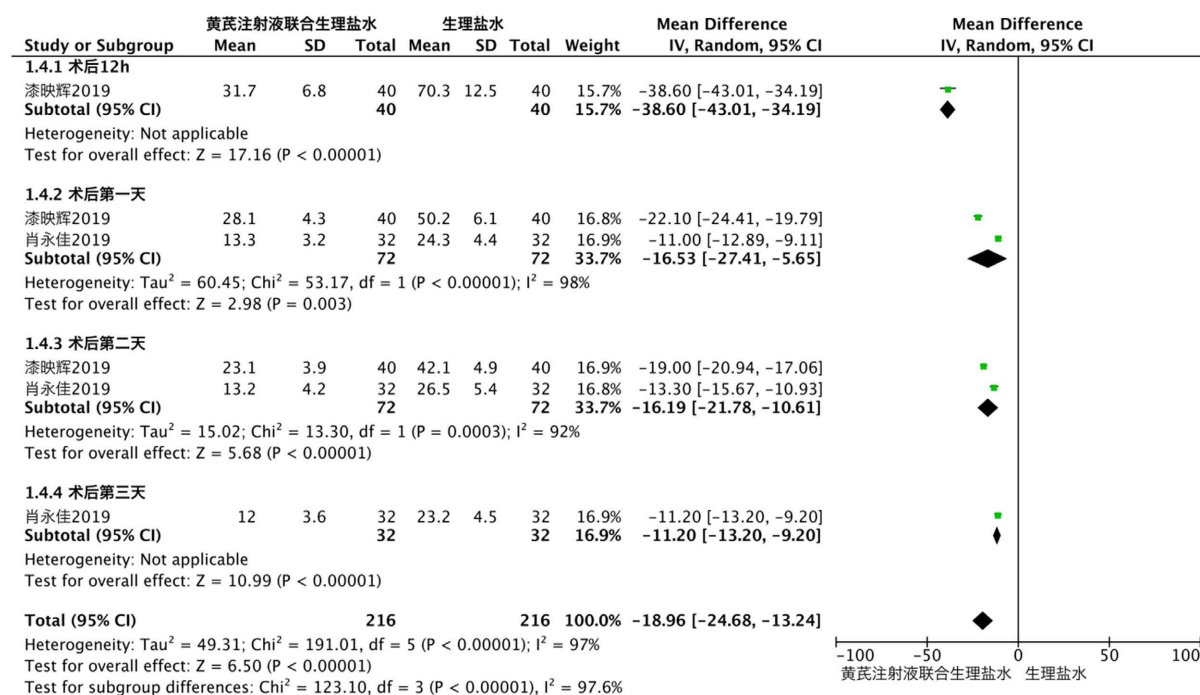 黄芪注射液联合生理盐水 生理盐水 Mean Difference Mean Difference
Study or Subgroup Mean SD Total Mean SD Total Weight IV, Random, 95% CI IV, Random, 95% CI
1.4.1 术后12h
漆映辉2019 31.7 6.8 40 70.3 12.5 40 15.7% −38.60 [−43.01, −34.19]
Subtotal (95% CI) 40 40 15.7% −38.60 [−43.01, −34.19]
Heterogeneity: Not applicable
Test for overall effect: Z = 17.16 (P < 0.00001)
1.4.2 术后第一天
漆映辉2019 28.1 4.3 40 50.2 6.1 40 16.8% −22.10 [−24.41, −19.79]
肖永佳2019 13.3 3.2 32 24.3 4.4 32 16.9% −11.00 [−12.89, −9.11]
Subtotal (95% CI) 72 72 33.7% −16.53 [−27.41, −5.65]
Heterogeneity: Tau² = 60.45; Chi² = 53.17, df = 1 (P < 0.00001); I² = 98%
Test for overall effect: Z = 2.98 (P = 0.003)
1.4.3 术后第二天
漆映辉2019 23.1 3.9 40 42.1 4.9 40 16.9% −19.00 [−20.94, −17.06]
肖永佳2019 13.2 4.2 32 26.5 5.4 32 16.8% −13.30 [−15.67, −10.93]
Subtotal (95% CI) 72 72 33.7% −16.19 [−21.78, −10.61]
Heterogeneity: Tau² = 15.02; Chi² = 13.30, df = 1 (P = 0.0003); I² = 92%
Test for overall effect: Z = 5.68 (P < 0.00001)
1.4.4 术后第三天
肖永佳2019 12 3.6 32 23.2 4.5 32 16.9% −11.20 [−13.20, −9.20]
Subtotal (95% CI) 32 32 16.9% −11.20 [−13.20, −9.20]
Heterogeneity: Not applicable
Test for overall effect: Z = 10.99 (P < 0.00001)
Total (95% CI) 216 216 100.0% −18.96 [−24.68, −13.24]
Heterogeneity: Tau² = 49.31; Chi² = 191.01, df = 5 (P < 0.00001); I² = 97%
Test for overall effect: Z = 6.50 (P < 0.00001)
Test for subgroup differences: Chi² = 123.10, df = 3 (P < 0.00001), I² = 97.6%
−100 −50 0 50 100
黄芪注射液联合生理盐水 生理盐水